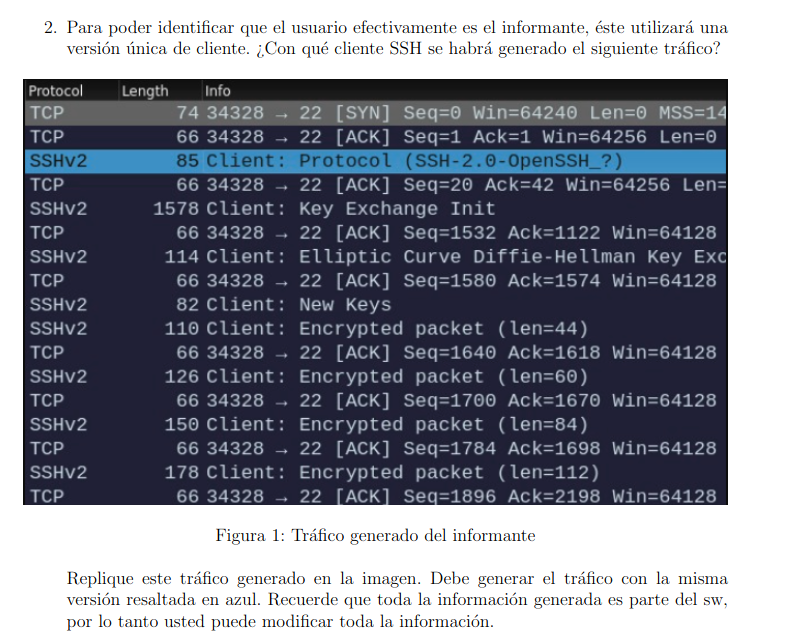 2. Para poder identificar que el usuario efectivamente es el informante, éste utilizará una
versión única de cliente. ¿Con qué cliente SSH se habrá generado el siguiente tráfico?
Protocol Length Info
TCP 74 34328 → 22 [SYN] Seq=0 Win=64240 Len=0 MSS=14
TCP 66 34328 → 22 [ACK] Seq=1 Ack=1 Win=64256 Len=0
SSHv2 85 Client: Protocol (SSH-2.0-OpenSSH_?)
TCP 66 34328 → 22 [ACK] Seq=20 Ack=42 Win=64256 Len=
SSHv2 1578 Client: Key Exchange Init
TCP 66 34328 → 22 [ACK] Seq=1532 Ack=1122 Win=64128
SSHv2 114 Client: Elliptic Curve Diffie-Hellman Key Exc
TCP 66 34328 → 22 [ACK] Seq=1580 Ack=1574 Win=64128
SSHv2 82 Client: New Keys
SSHv2 110 Client: Encrypted packet (len=44)
TCP 66 34328 → 22 [ACK] Seq=1640 Ack=1618 Win=64128
SSHv2 126 Client: Encrypted packet (len=60)
TCP 66 34328 → 22 [ACK] Seq=1700 Ack=1670 Win=64128
SSHv2 150 Client: Encrypted packet (len=84)
TCP 66 34328 → 22 [ACK] Seq=1784 Ack=1698 Win=64128
SSHv2 178 Client: Encrypted packet (len=112)
TCP 66 34328 → 22 [ACK] Seq=1896 Ack=2198 Win=64128
Figura 1: Tráfico generado del informante
Replique este tráfico generado en la imagen. Debe generar el tráfico con la misma
versión resaltada en azul. Recuerde que toda la información generada es parte del sw,
por lo tanto usted puede modificar toda la información.